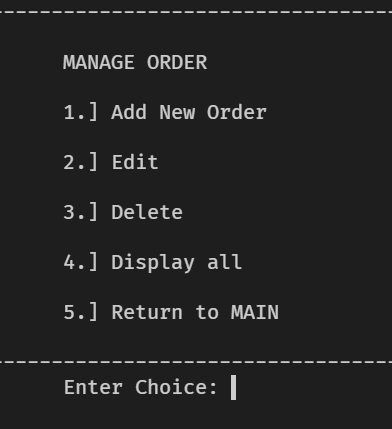 MANAGE ORDER
1.] Add New Order
2.] Edit
3.] Delete
4.] Display all
5.] Return to MAIN
Enter Choice: